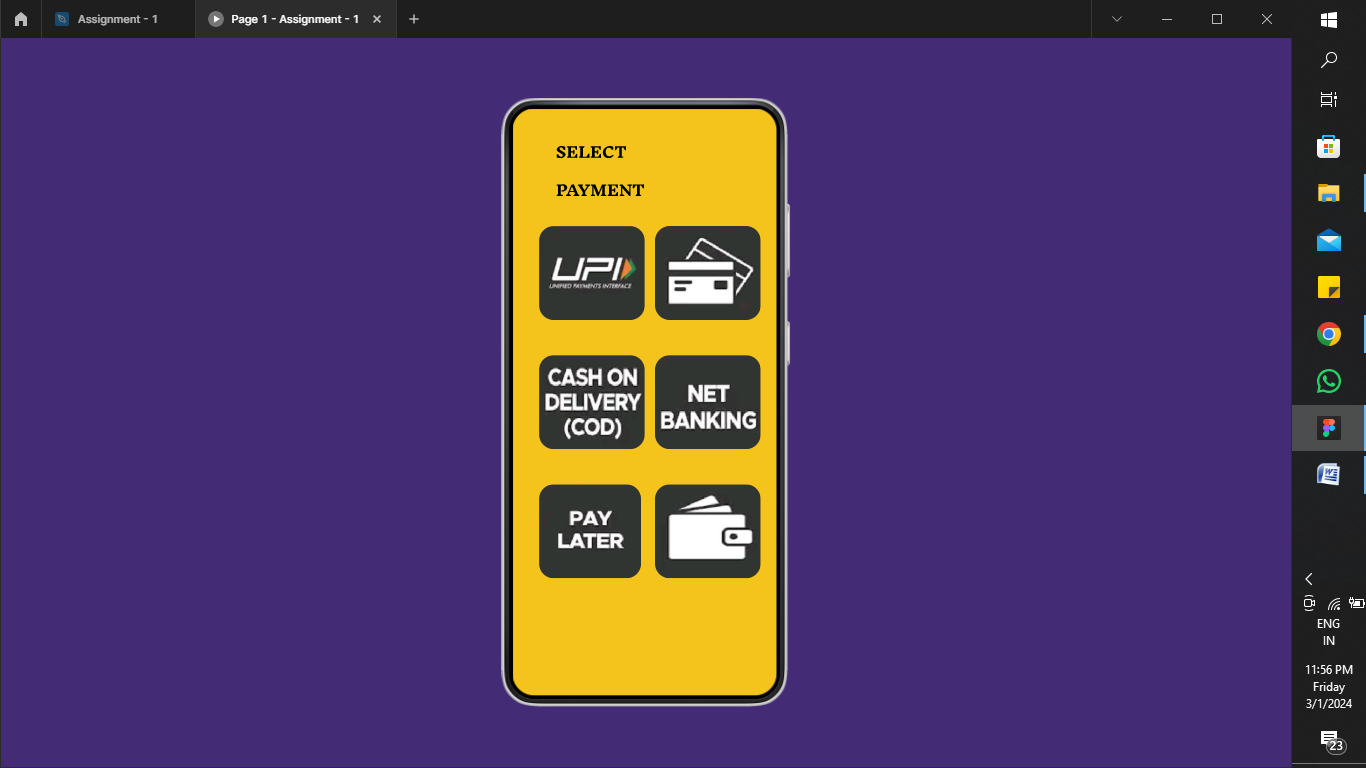 Assignment - 1
Page 1 - Assignment - 1
SELECT
PAYMENT
UPI
UNIFIED PAYMENTS INTERFACE
CASH ON
DELIVERY
(COD)
NET
BANKING
PAY
LATER
ENG
IN
11:56 PM
Friday
3/1/2024
23